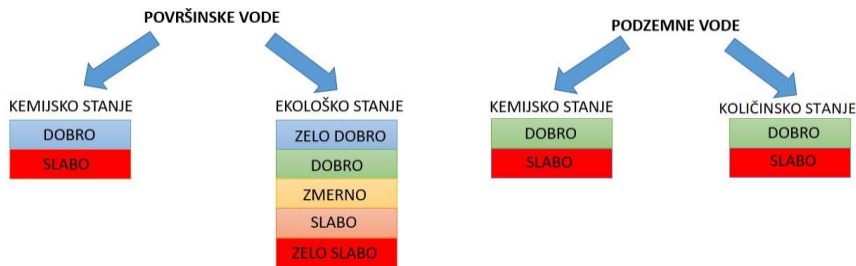 POVRŠINSKE VODE
KEMIJSKO STANJE
DOBRO
SLABO
EKOLOŠKO STANJE
ZELO DOBRO
DOBRO
ZMERNO
SLABO
ZELO SLABO
PODZEMNE VODE
KEMIJSKO STANJE
DOBRO
SLABO
KOLIČINSKO STANJE
DOBRO
SLABO